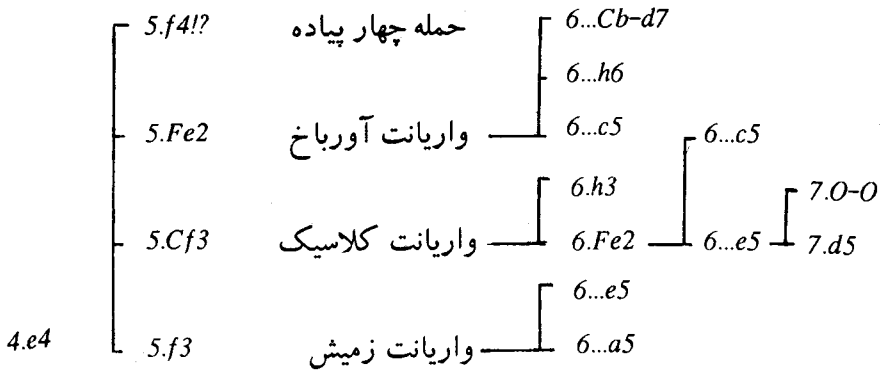 5.f4!? حمله چهار پیاده 6...Cb-d7
6...h6
5.Fe2 واریانت آورباخ 6...c5 6...c5
6.h3 7.O-O
5.Cf3 واریانت کلاسیک 6.Fe2 6...e5 7.d5
6...e5
4.e4 5.f3 واریانت زمیش 6...a5